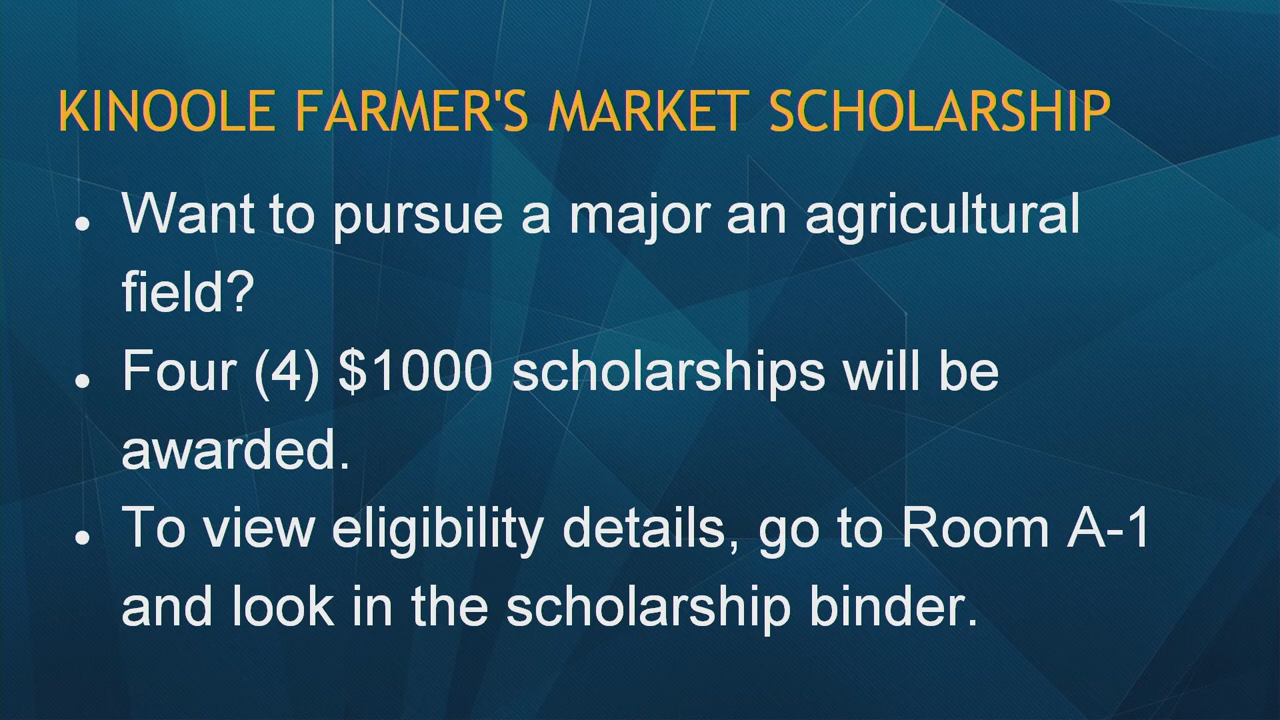 KINOOLE FARMER'S MARKET SCHOLARSHIP
● Want to pursue a major an agricultural
field?
● Four (4) $1000 scholarships will be
awarded.
● To view eligibility details, go to Room A-1
and look in the scholarship binder.